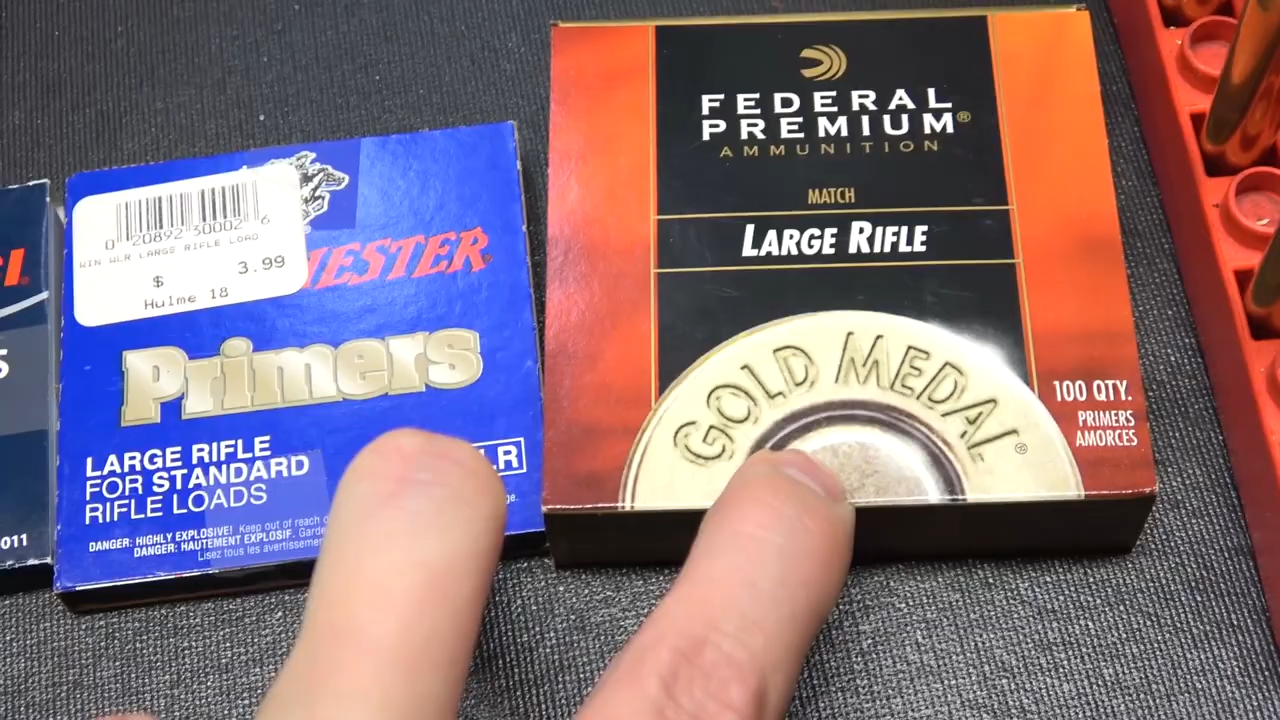 5
011
0 20892 30002 6
WIN WLR LARGE RIFLE LOAD
$ 3.99
Hulme 18
Primers
LARGE RIFLE
FOR STANDARD
RIFLE LOADS
DANGER: HIGHLY EXPLOSIVE! Keep out of reach
DANGER: HAUTEMENT EXPLOSIF.
Lisez tous les
FEDERAL
PREMIUM®
AMMUNITION
MATCH
LARGE RIFLE
GOLD MEDAL®
100 QTY.
PRIMERS
AMORCES